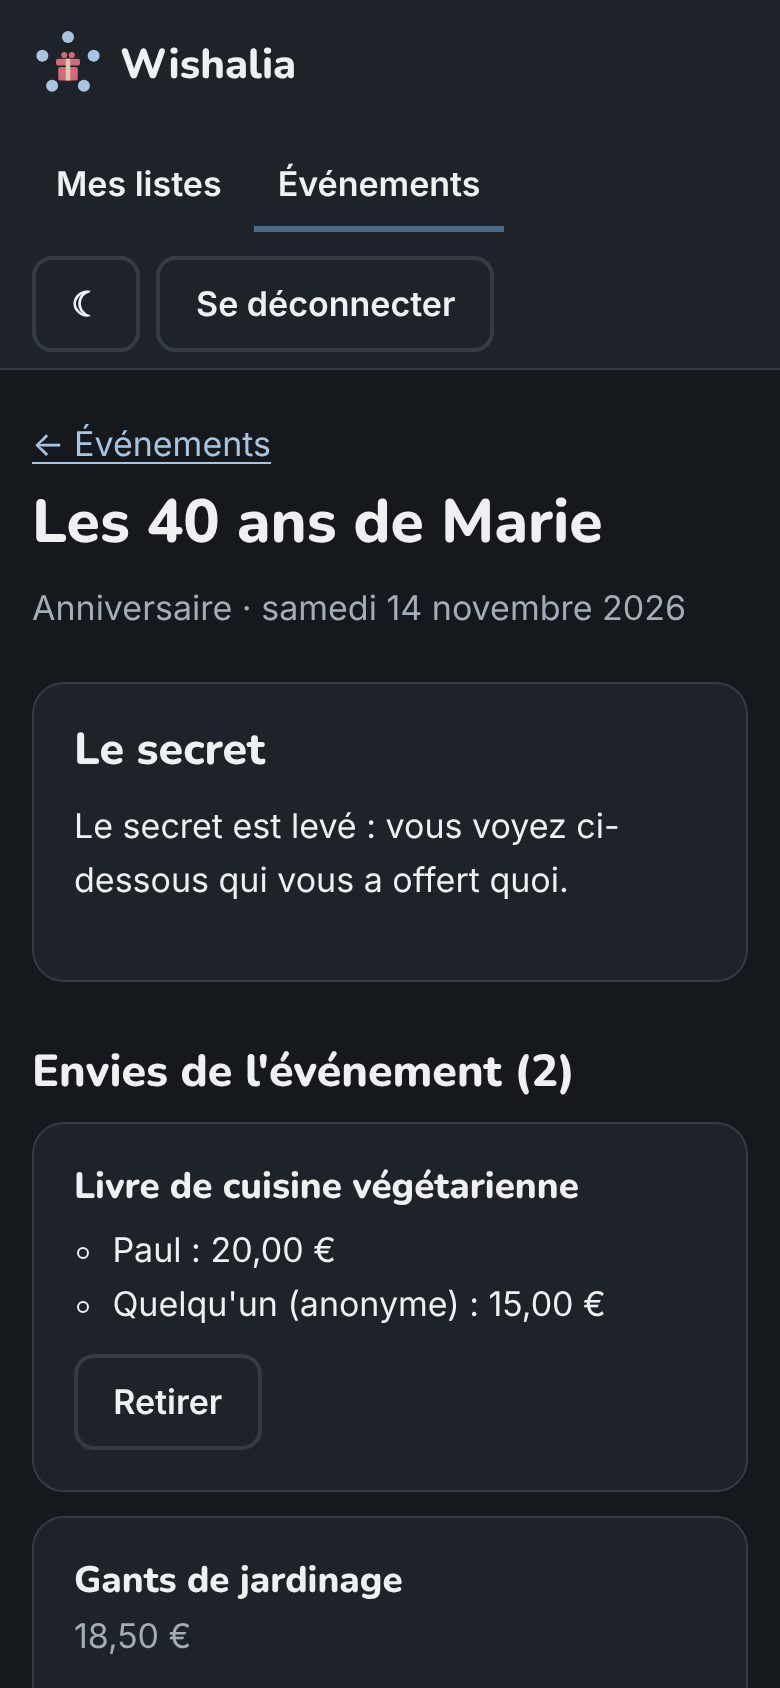 Wishalia
Mes listes
Événements
☾
Se déconnecter
← Événements
Les 40 ans de Marie
Anniversaire · samedi 14 novembre 2026
Le secret
Le secret est levé : vous voyez ci-
dessous qui vous a offert quoi.
Envies de l'événement (2)
Livre de cuisine végétarienne
◦ Paul : 20,00 €
◦ Quelqu'un (anonyme) : 15,00 €
Retirer
Gants de jardinage
18,50 €